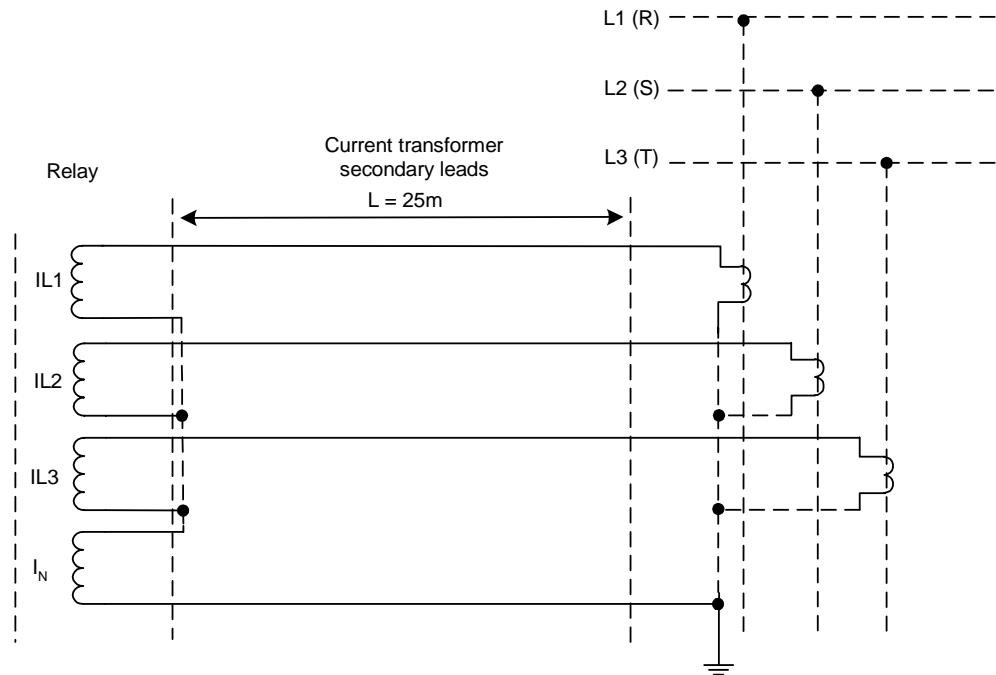 L1 (R)
L2 (S)
L3 (T)
Current transformer
secondary leads
L = 25m
Relay
IL1
IL2
IL3
IN